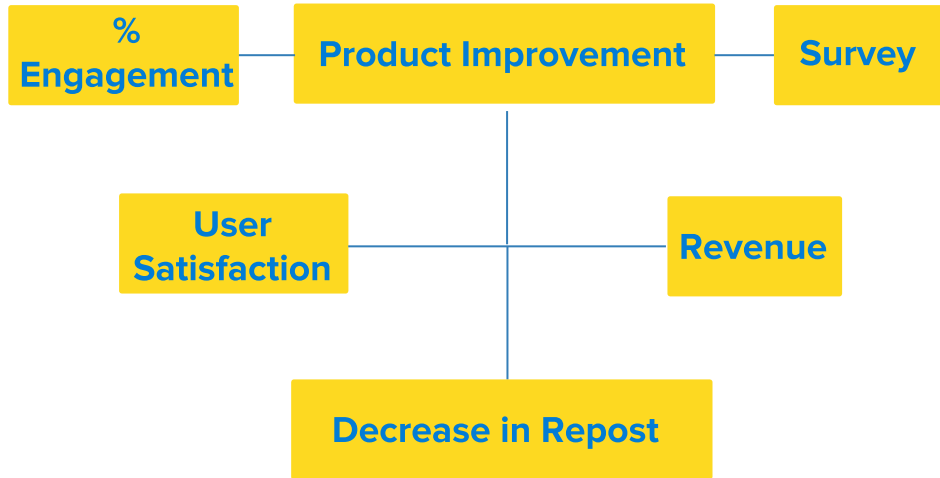 %
Engagement
Product Improvement
Survey
User
Satisfaction
Revenue
Decrease in Repost